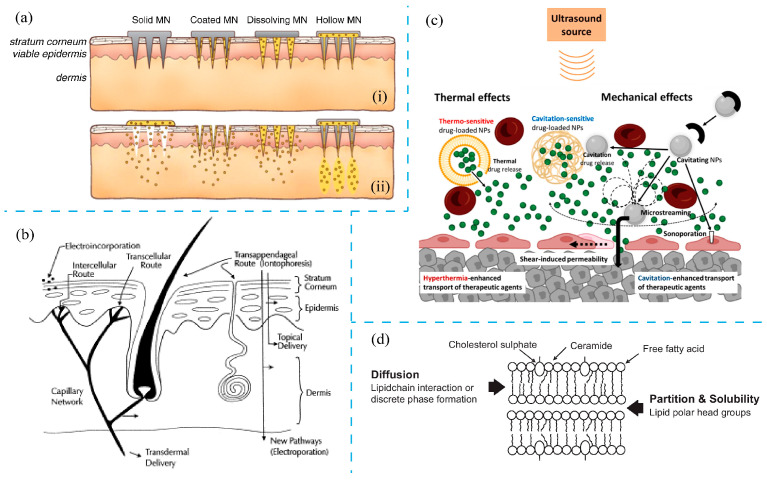 (a)
Solid MN
Coated MN
Dissolving MN
Hollow MN
stratum corneum
viable epidermis
dermis
(i)
(ii)
(b)
Electroincorporation
Intercellular
Route
Transcellular
Route
Transappendageal
Route (Iontophoresis)
Stratum
Corneum
Epidermis
Topical
Delivery
Dermis
Capillary
Network
New Pathways
(Electroporation)
Transdermal
Delivery
(c)
Ultrasound
source
Thermal effects
Mechanical effects
Thermo-sensitive
drug-loaded NPs
Cavitation-sensitive
drug-loaded NPs
Thermal
drug release
Cavitation
drug release
Cavitating NPs
Microstreaming
Sonoporation
Shear-induced permeability
Hyperthermia-enhanced
transport of therapeutic agents
Cavitation-enhanced transport
of therapeutic agents
(d)
Cholesterol sulphate
Ceramide
Free fatty acid
Diffusion
Lipidchain interaction or
discrete phase formation
Partition & Solubility
Lipid polar head groups